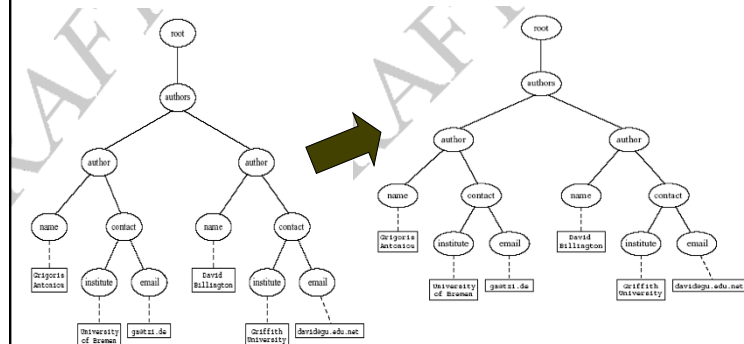 root
authors
author
author
name
contact
name
contact
Grigoris
Antoniou
institute
email
David
Billington
institute
email
University
of Bremen
ga@tzi.de
Griffith
University
david@gu.edu.net
root
authors
author
author
name
contact
name
contact
Grigoris
Antoniou
institute
email
David
Billington
institute
email
University
of Bremen
ga@tzi.de
Griffith
University
david@gu.edu.net